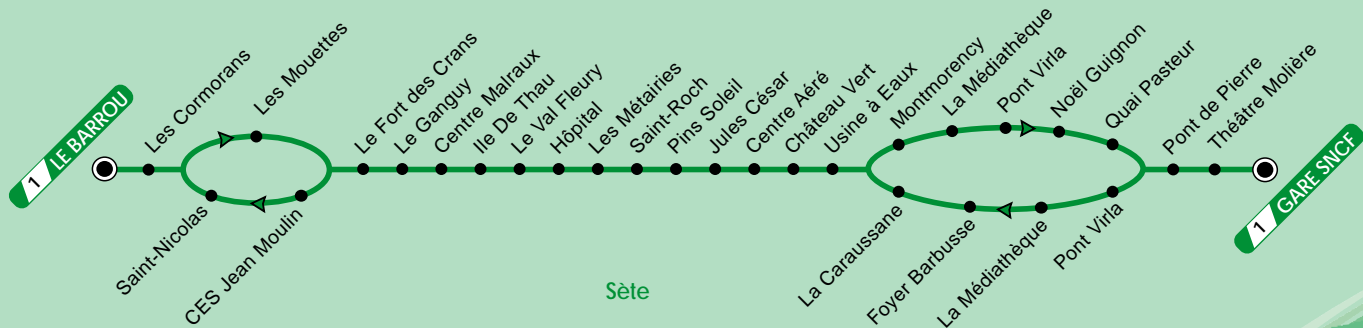 1 LE BARROU
Les Cormorans
Les Mouettes
Saint-Nicolas
CES Jean Moulin
Le Fort des Crans
Le Ganguy
Centre Malraux
Ile De Thau
Le Val Fleury
Hôpital
Les Métairies
Saint-Roch
Pins Soleil
Jules César
Centre Aéré
Château Vert
Usine à Eaux
Montmorency
La Médiathèque
Pont Virla
Noël Guignon
Quai Pasteur
La Caraussane
Foyer Barbusse
La Médiathèque
Pont Virla
Pont de Pierre
Théêtre Molière
1 GARE SNCF
Sète